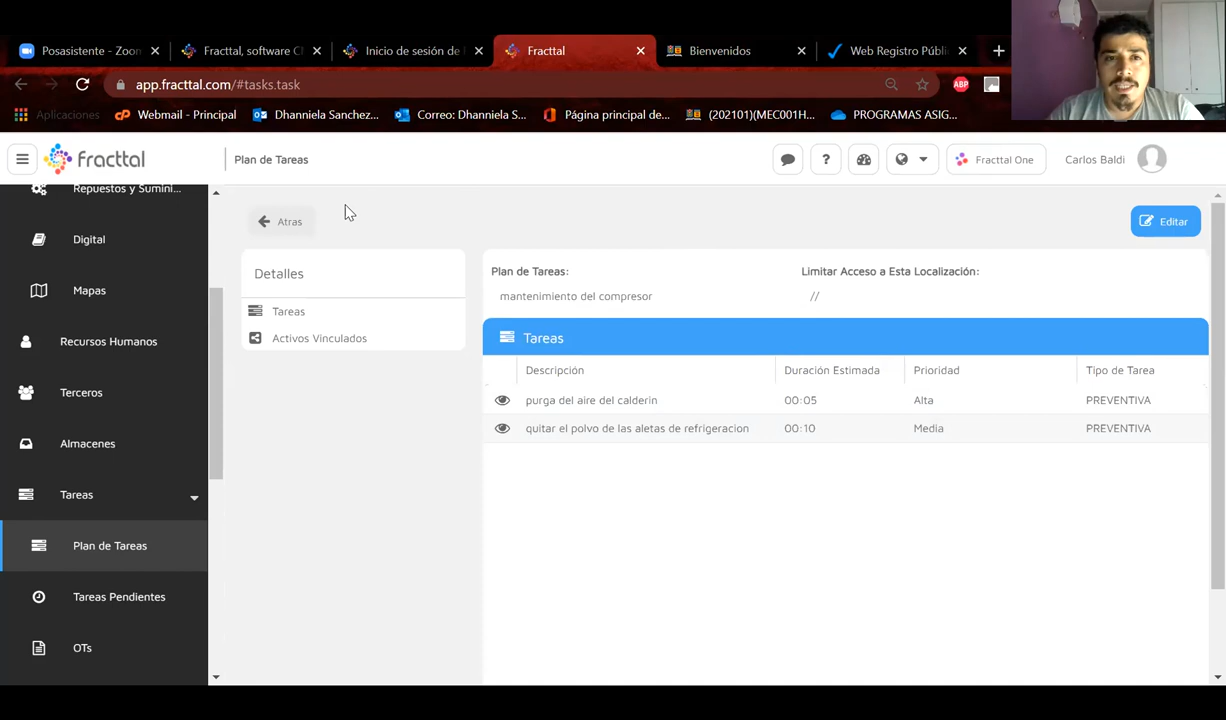 Posasistente - Zoom
Fracttal, software C
Inicio de sesión de
Fracttal
Bienvenidos
Web Registro Públi
app.fracttal.com/#tasks.task
ABP
Aplicaciones
Webmail - Principal
Dhanniela Sanchez...
Correo: Dhanniela S...
Página principal de...
(202101)(MEC001H...
PROGRAMAS ASIG...
fracttal
Plan de Tareas
?
Fracttal One
Carlos Baldi
Repuestos y Sumini...
Digital
Mapas
Recursos Humanos
Terceros
Almacenes
Tareas
Plan de Tareas
Tareas Pendientes
OTs
Atras
Editar
Detalles
Tareas
Activos Vinculados
Plan de Tareas:
Limitar Acceso a Esta Localización:
mantenimiento del compresor
//
Tareas
Descripción Duración Estimada Prioridad Tipo de Tarea
purga del aire del calderin 00:05 Alta PREVENTIVA
quitar el polvo de las aletas de refrigeracion 00:10 Media PREVENTIVA